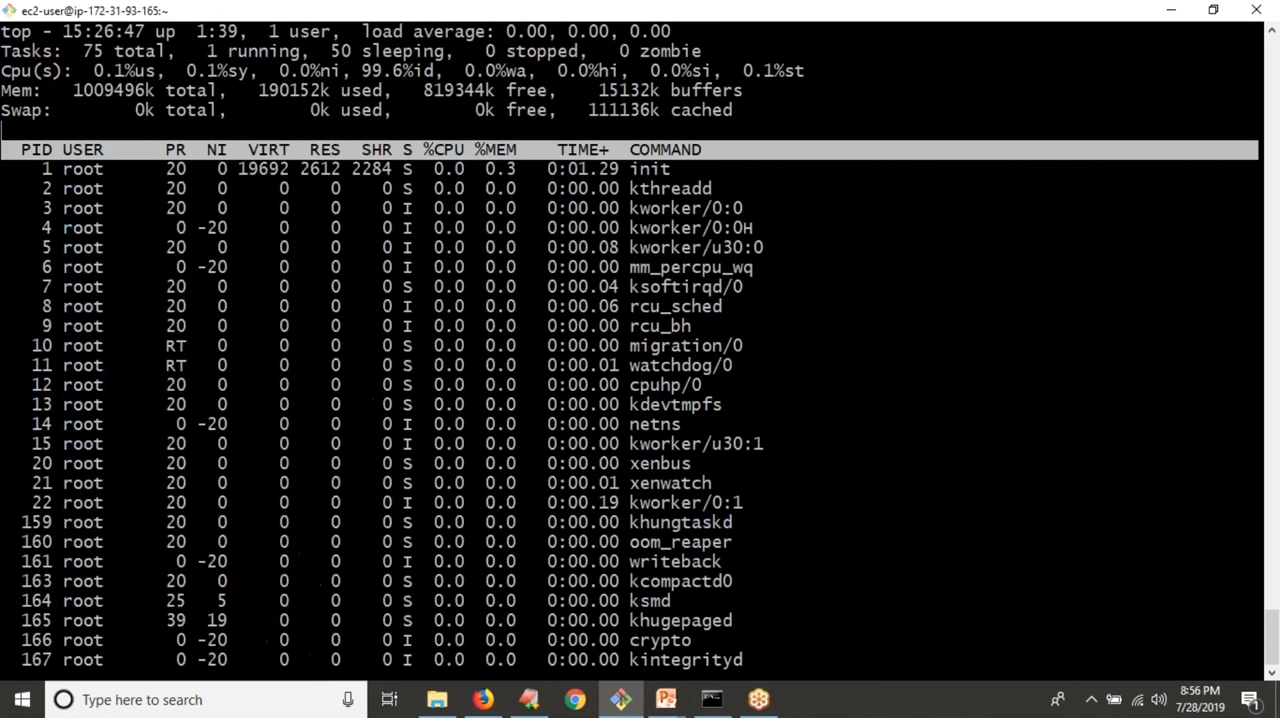 ec2-user@ip-172-31-93-165:~
top - 15:26:47 up  1:39,  1 user,  load average: 0.00, 0.00, 0.00
Tasks:  75 total,   1 running,  50 sleeping,   0 stopped,   0 zombie
Cpu(s):  0.1%us,  0.1%sy,  0.0%ni, 99.6%id,  0.0%wa,  0.0%hi,  0.0%si,  0.1%st
Mem:   1009496k total,   190152k used,   819344k free,    15132k buffers
Swap:        0k total,        0k used,        0k free,   111136k cached
PID USER      PR  NI  VIRT  RES  SHR S %CPU %MEM    TIME+  COMMAND
1 root      20   0 19692 2612 2284 S  0.0  0.3   0:01.29 init
2 root      20   0     0    0    0 S  0.0  0.0   0:00.00 kthreadd
3 root      20   0     0    0    0 I  0.0  0.0   0:00.00 kworker/0:0
4 root       0 -20     0    0    0 I  0.0  0.0   0:00.00 kworker/0:0H
5 root      20   0     0    0    0 I  0.0  0.0   0:00.08 kworker/u30:0
6 root       0 -20     0    0    0 I  0.0  0.0   0:00.00 mm_percpu_wq
7 root      20   0     0    0    0 S  0.0  0.0   0:00.04 ksoftirqd/0
8 root      20   0     0    0    0 I  0.0  0.0   0:00.06 rcu_sched
9 root      20   0     0    0    0 I  0.0  0.0   0:00.00 rcu_bh
10 root      RT   0     0    0    0 S  0.0  0.0   0:00.00 migration/0
11 root      RT   0     0    0    0 S  0.0  0.0   0:00.01 watchdog/0
12 root      20   0     0    0    0 S  0.0  0.0   0:00.00 cpuhp/0
13 root      20   0     0    0    0 S  0.0  0.0   0:00.00 kdevtmpfs
14 root       0 -20     0    0    0 I  0.0  0.0   0:00.00 netns
15 root      20   0     0    0    0 I  0.0  0.0   0:00.00 kworker/u30:1
20 root      20   0     0    0    0 S  0.0  0.0   0:00.00 xenbus
21 root      20   0     0    0    0 S  0.0  0.0   0:00.01 xenwatch
22 root      20   0     0    0    0 I  0.0  0.0   0:00.19 kworker/0:1
159 root      20   0     0    0    0 S  0.0  0.0   0:00.00 khungtaskd
160 root      20   0     0    0    0 S  0.0  0.0   0:00.00 oom_reaper
161 root       0 -20     0    0    0 I  0.0  0.0   0:00.00 writeback
163 root      20   0     0    0    0 S  0.0  0.0   0:00.00 kcompactd0
164 root      25   5     0    0    0 S  0.0  0.0   0:00.00 ksmd
165 root      39  19     0    0    0 S  0.0  0.0   0:00.00 khugepaged
166 root       0 -20     0    0    0 I  0.0  0.0   0:00.00 crypto
167 root       0 -20     0    0    0 I  0.0  0.0   0:00.00 kintegrityd
Type here to search
8:56 PM
7/28/2019
1